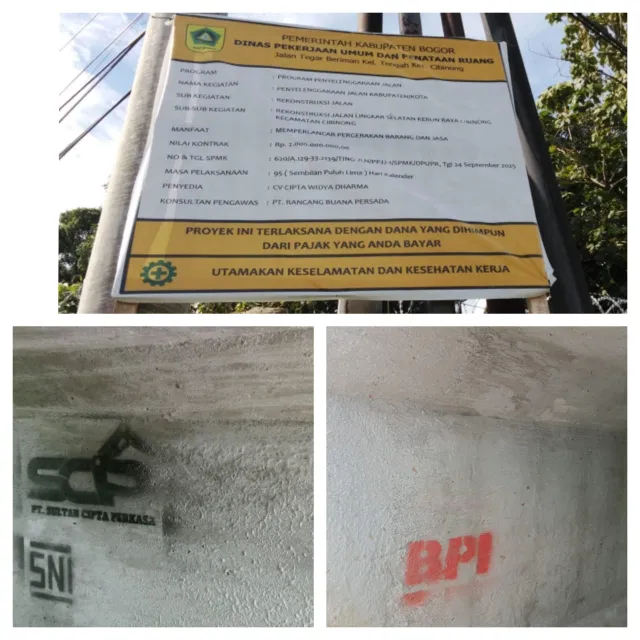 PEMERINTAH KABUPATEN BOGOR
DINAS PEKERJAAN UMUM DAN PENATAAN RUANG
Jalan Tegar Beriman Kel. Tengah Kec. Cibinong
PROGRAM : PROGRAM PENYELENGGARAAN JALAN
NAMA KEGIATAN : PENYELENGGARAAN JALAN KABUPATEN/KOTA
SUB KEGIATAN : REKONSTRUKSI JALAN
SUB-SUB KEGIATAN : REKONSTRUKSI JALAN LINGKAR SELATAN KEBUN RAYA CIBINONG
KECAMATAN CIBINONG
MANFAAT : MEMPERLANCAR PERGERAKAN BARANG DAN JASA
NILAI KONTRAK : Rp.
NO & TGL SPMK : Tgl 24 September 2025
MASA PELAKSANAAN : 95 ( Sembilan Puluh Lima ) Hari Kalender
PENYEDIA : CV CIPTA WIDYA DHARMA
KONSULTAN PENGAWAS : PT. RANCANG BUANA PERSADA
PROYEK INI TERLAKSANA DENGAN DANA YANG DIHIMPUN
DARI PAJAK YANG ANDA BAYAR
UTAMAKAN KESELAMATAN DAN KESEHATAN KERJA
SCP
PT. SULTAN CIPTA PERKASA
SNI
BPI